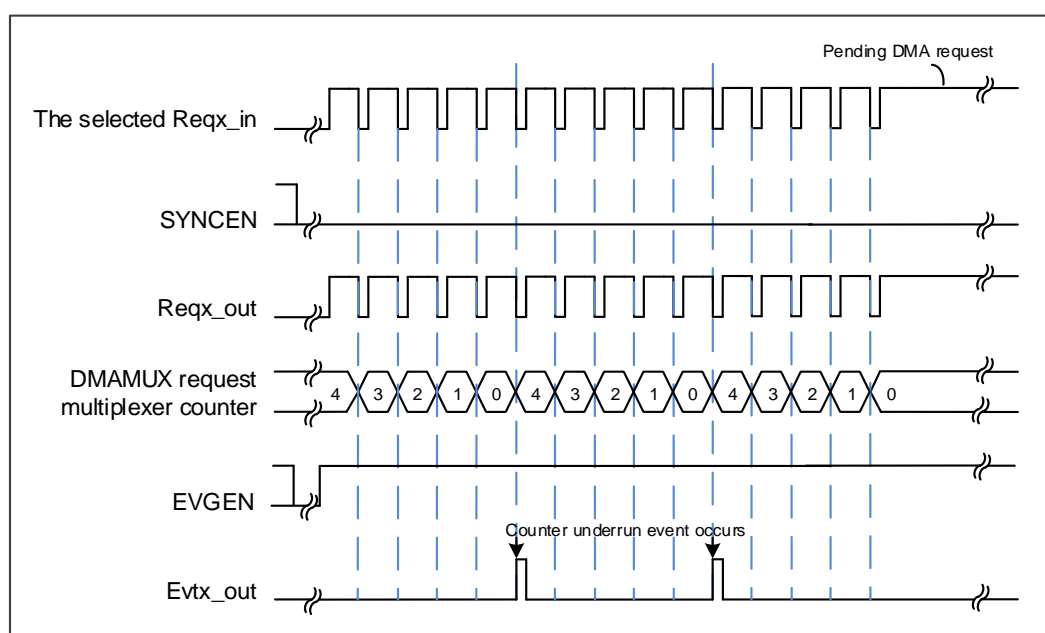 Pending DMA request
The selected Reqx_in
SYNCEN
Reqx_out
DMAMUX request
multiplexer counter
4 3 2 1 0 4 3 2 1 0 4 3 2 1 0
EVGEN
Counter underrun event occurs
Evtx_out